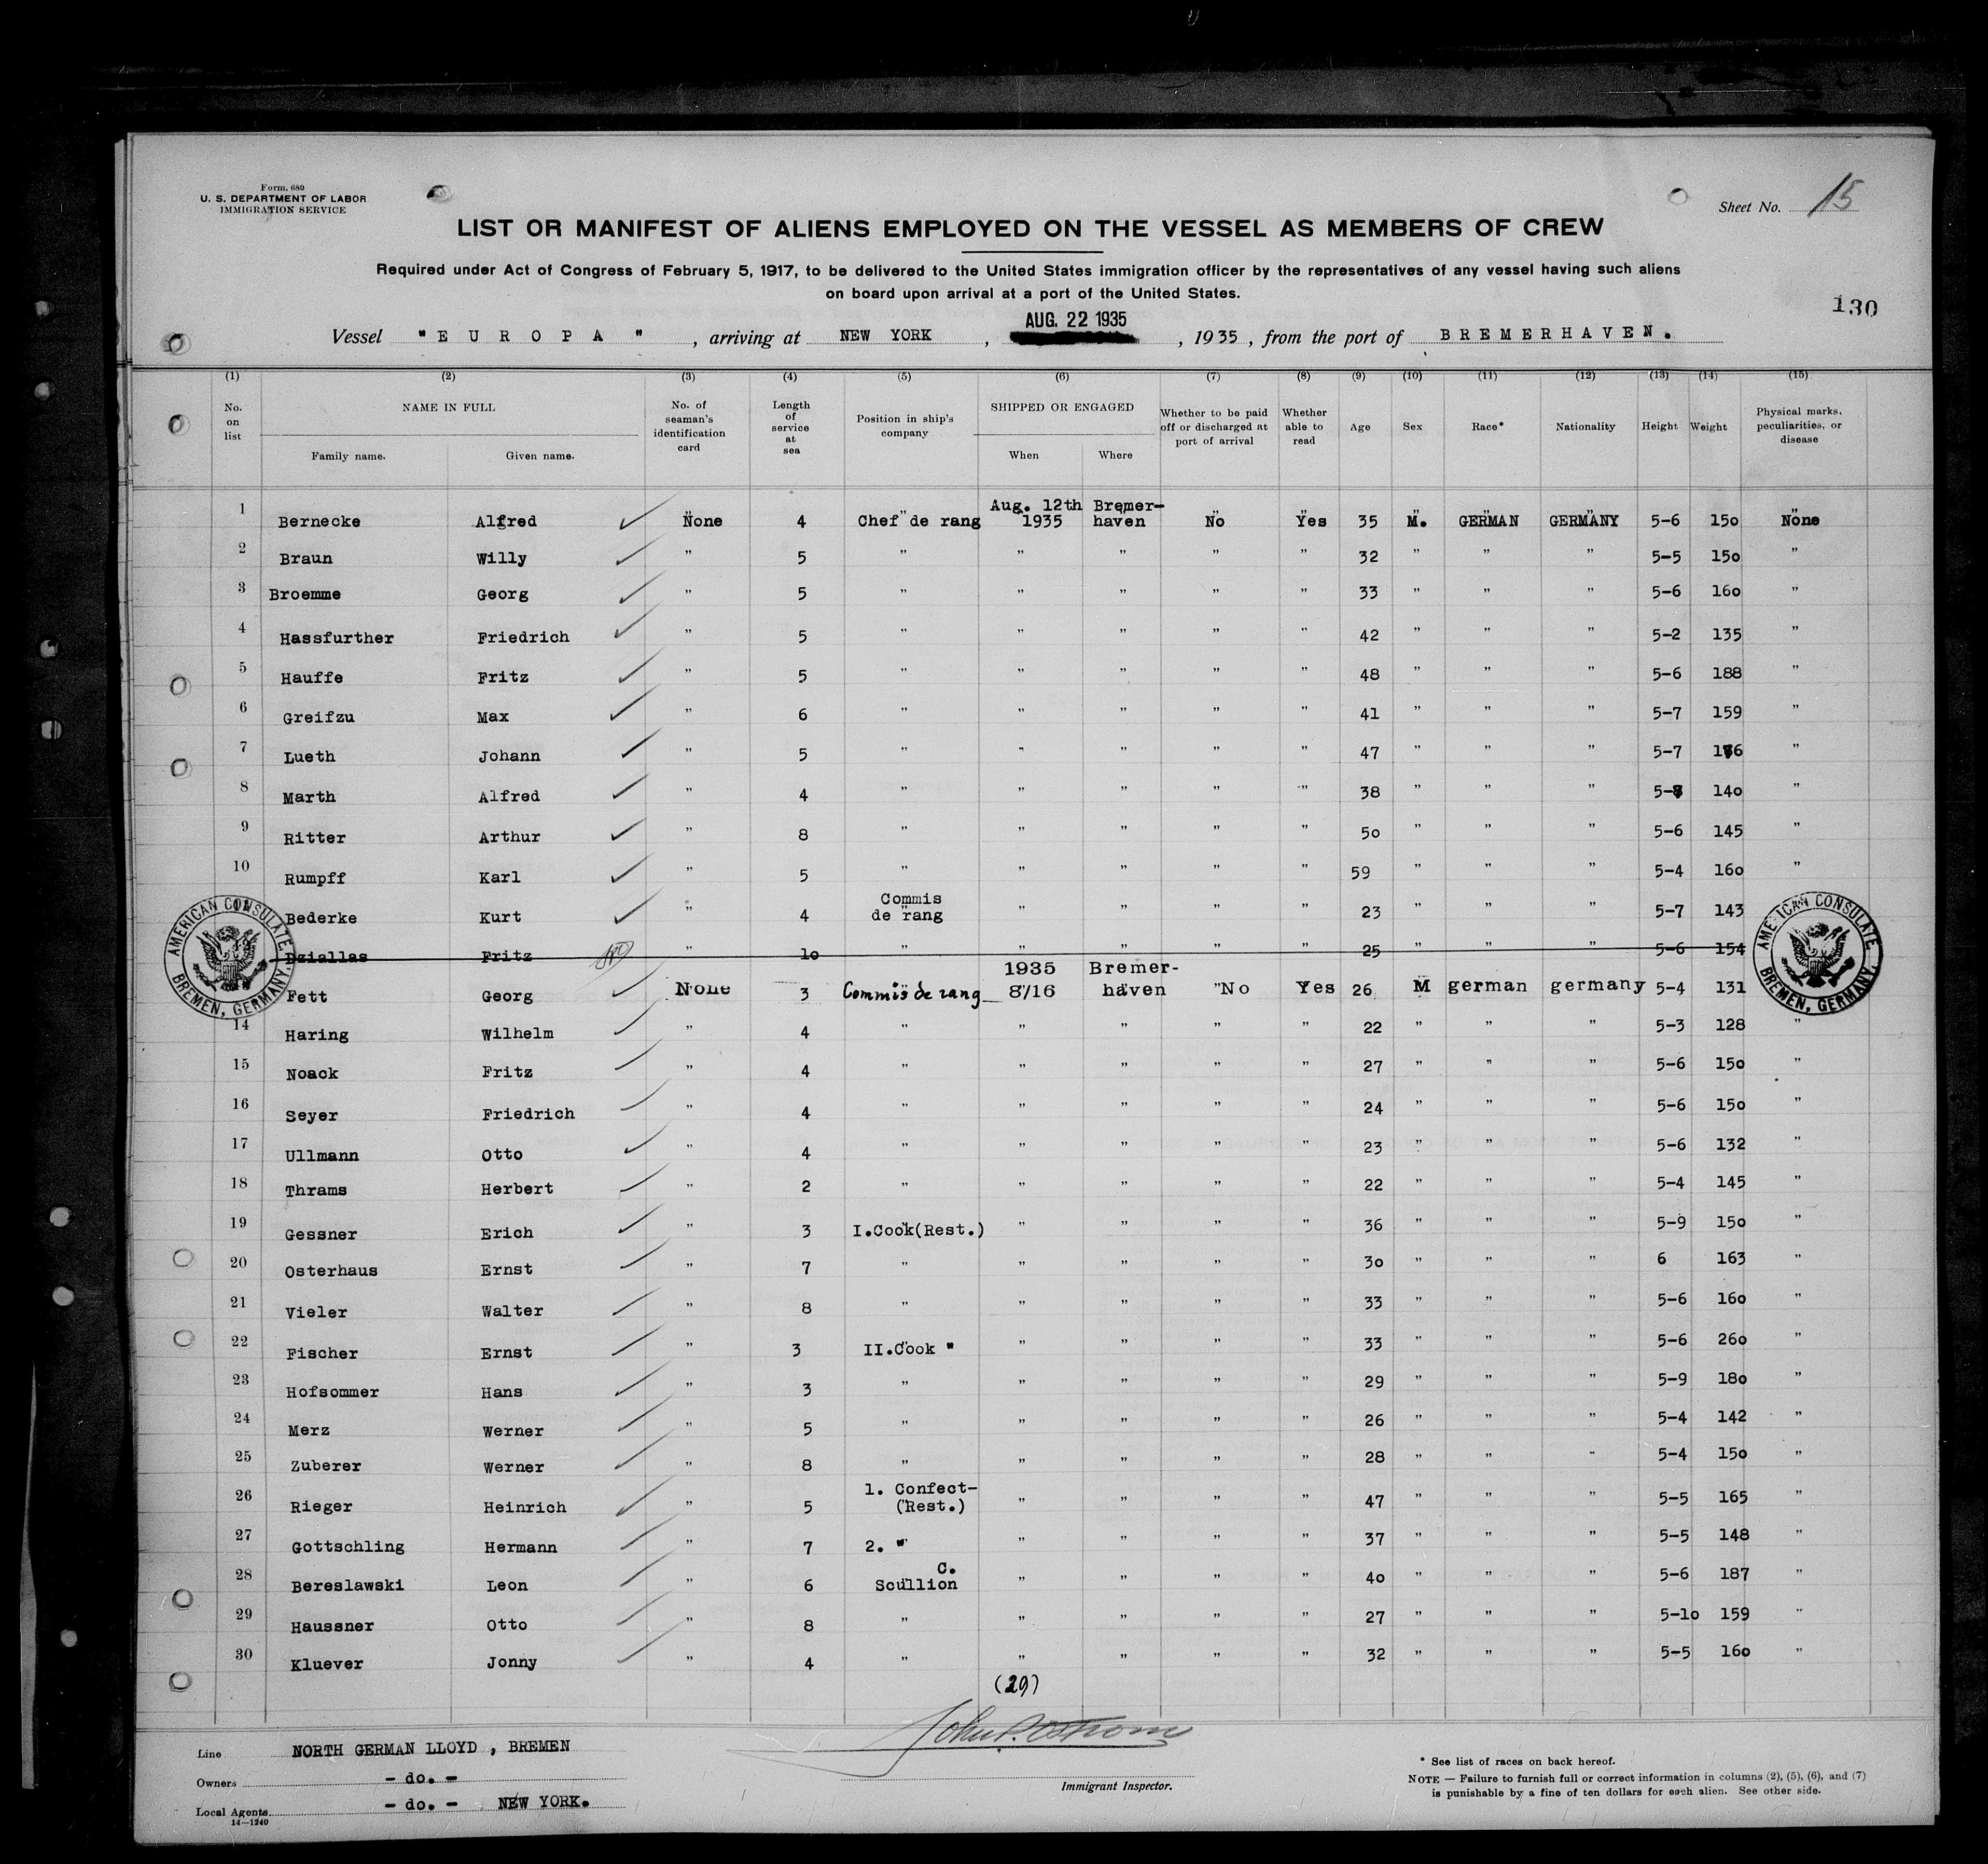 Form. 680
U. S. DEPARTMENT OF LABOR
IMMIGRATION SERVICE
Sheet No. 15
LIST OR MANIFEST OF ALIENS EMPLOYED ON THE VESSEL AS MEMBERS OF CREW
Required under Act of Congress of February 5, 1917, to be delivered to the United States immigration officer by the representatives of any vessel having such aliens
on board upon arrival at a port of the United States.
130
AUG. 22 1935
Vessel "EUROPA", arriving at NEW YORK, , 1935, from the port of BREMERHAVEN.
(1) (2) (3) (4) (5) (6) (7) (8) (9) (10) (11) (12) (13) (14) (15)
No. on list NAME IN FULL Family name. Given name. No. of seaman's identification card Length of service at sea Position in ship's company SHIPPED OR ENGAGED When Where Whether to be paid off or discharged at port of arrival Whether able to read Age Sex Race* Nationality Height Weight Physical marks, peculiarities, or disease
1 Bernecke Alfred None 4 Chef de rang Aug. 12th 1935 Bremer-haven No Yes 35 M. GERMAN GERMANY 5-6 150 None
2 Braun Willy " 5 " " " " " 32 " " " 5-5 150 "
3 Broemme Georg " 5 " " " " " 33 " " " 5-6 160 "
4 Hassfurther Friedrich " 5 " " " " " 42 " " " 5-2 135 "
5 Hauffe Fritz " 5 " " " " " 48 " " " 5-6 188 "
6 Greifzu Max " 6 " " " " " 41 " " " 5-7 159 "
7 Lueth Johann " 5 " " " " " 47 " " " 5-7 "
8 Marth Alfred " 4 " " " " " 38 " " " 140 "
9 Ritter Arthur " 8 " " " " " 50 " " " 5-6 145 "
10 Rumpff Karl " 5 " " " " " 59 " " " 5-4 160 "
11 Bederke Kurt " 4 Commis de rang " " " " 23 " " " 5-7 143 "
Dziallas Fritz " 10 " " " " " 25 " " " 5-6 154
Fett Georg None 3 Commis de rang 1935 8/16 Bremer-haven No Yes 26 M german germany 5-4 131
14 Haring Wilhelm " 4 " " " " " 22 " " " 5-3 128 "
15 Noack Fritz " 4 " " " " " 27 " " " 5-6 150 "
16 Seyer Friedrich " 4 " " " " " 24 " " " 5-6 150 "
17 Ullmann Otto " 4 " " " " " 23 " " " 5-6 132 "
18 Thrams Herbert " 2 " " " " " 22 " " " 5-4 145 "
19 Gessner Erich " 3 I.Cook(Rest.) " " " " 36 " " " 5-9 150 "
20 Osterhaus Ernst " 7 " " " " " 30 " " " 6 163 "
21 Vieler Walter " 8 " " " " " 33 " " " 5-6 160 "
22 Fischer Ernst " 3 II.Cook " " " " " 33 " " " 5-6 260 "
23 Hofsommer Hans " 3 " " " " " 29 " " " 5-9 180 "
24 Merz Werner " 5 " " " " " 26 " " " 5-4 142 "
25 Zuberer Werner " 8 " " " " " 28 " " " 5-4 150 "
26 Rieger Heinrich " 5 1. Confect-(Rest.) " " " " 47 " " " 5-5 165 "
27 Gottschling Hermann " 7 2. " " " " " 37 " " " 5-5 148 "
28 Bereslawski Leon " 6 C. Scullion " " " " 40 " " " 5-6 187 "
29 Haussner Otto " 8 " " " " " 27 " " " 5-10 159 "
30 Kluever Jonny " 4 " " " " " 32 " " " 5-5 160 "
(29)
AMERICAN CONSULATE, BREMEN, GERMANY.
AMERICAN CONSULATE, BREMEN, GERMANY.
Line NORTH GERMAN LLOYD, BREMEN
Owners - do. -
Local Agents - do. - NEW YORK.
14—1240
Immigrant Inspector.
* See list of races on back hereof.
NOTE — Failure to furnish full or correct information in columns (2), (5), (6), and (7)
is punishable by a fine of ten dollars for each alien. See other side.